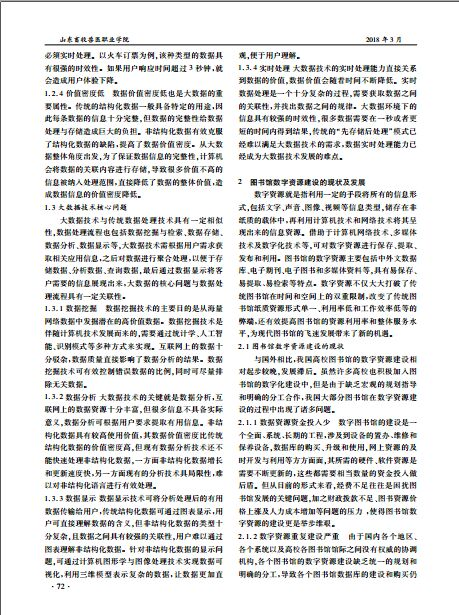 山东畜牧兽医职业学院
2018 年 3 月
必须实时处理。以火车订票为例,该种类型的数据具
有很强的时效性。如果用户响应时间超过 3 秒钟,就
会造成用户体验下降。
1.2.4 价值密度低 数据价值密度低也是大数据的重
要属性。传统的结构化数据一般具备特定的用途,因
此每条数据的信息十分完整,但数据的完整性给数据
处理与存储造成巨大的负担。非结构化数据有效克服
了结构化数据的缺陷,提高了数据价值密度。从大数
据整体角度出发,为了保证数据信息的完整性,计算机
会将数据的关联内容进行存储,导致很多价值不高的
信息被纳入处理范围,直接降低了数据的整体价值,造
成数据信息的价值密度降低。
1.3 大数据技术核心问题
大数据技术与传统数据处理技术具有一定相似
性,数据处理流程也包括数据挖掘与检索、数据存储、
数据分析、数据显示等,大数据技术需根据用户需求获
取相关应用信息,之后对数据进行聚合处理,以便于存
储数据、分析数据、查询数据,最后通过数据显示将客
户需要的信息展现出来,大数据的核心问题与数据处
理流程具有一定关联性。
1.3.1 数据挖掘 数据挖掘技术的主要目的是从海量
网络数据中发掘潜在的高价值数据。数据挖掘技术是
伴随计算机技术发展而来的,需要通过统计学、人工智
能、识别模式等多种方式来实现。互联网上的数据十
分驳杂,数据质量直接影响了数据分析的结果。数据
挖掘技术可有效控制错误数据的比例,同时可尽量排
除无关数据。
1.3.2 数据分析 大数据技术的关键就是数据分析,互
联网上的数据资源十分丰富,但很多信息不具备实际
意义,数据分析可根据用户要求提取有用信息。非结
构化数据具有较高使用价值,其数据价值密度比传统
结构化数据的价值密度高,但现有数据分析技术还不
能快速处理非结构化数据,一方面非结构化数据增长
和更新速度快,另一方面现有的分析技术具局限性,难
以对非结构化语言进行有效处理。
1.3.3 数据显示 数据显示技术可将分析处理后的有用
数据传输给用户,传统结构化数据可通过图表显示,用
户可直接理解数据的含义,但非结构化数据的类型十
分复杂,且数据之间具有较强的关联性,用户难以通过
图表理解非结构化数据。针对非结构化数据的显示问
题,可通过计算机图形学与图像处理技术实现数据可
视化,利用三维模型表示复杂的数据,让数据更加直
· 72 ·
观,便于用户理解。
1.3.4 实时处理 大数据技术的实时处理能力直接关系
到数据的价值,数据价值会随着时间不断降低。实时
数据处理是一个十分复杂的过程,需要获取数据之间
的关联性,并找出数据之间的规律。大数据环境下的
信息具有较强的时效性,很多数据需要在一秒或者更
短的时间内得到结果,传统的“先存储后处理”模式已
经难以满足大数据技术的需求,数据实时处理能力已
经成为大数据技术发展的难点。
2 图书馆数字资源建设的现状及发展
数字资源就是指利用一定的手段将所有的信息形
式,包括文字、声音、图像、视频等信息类型,储存在非
纸质的载体中,再利用计算机技术和网络技术将其呈
现出来的信息资源。借助于计算机网络技术、多媒体
技术及数字化技术等,可对数字资源进行保存、提取、
发布和利用。图书馆的数字资源主要包括中外文数据
库、电子期刊、电子图书和多媒体资料等,具有易保存、
易提取、易检索等特点。数字资源不仅大大打破了传
统图书馆在时间和空间上的双重限制,改变了传统图
书馆纸质资源形式单一、利用率低和工作效率低等的
弊端,还有效提高图书馆的资源利用率和整体服务水
平,为现代图书馆的飞速发展带来了新的机遇。
2.1 图书馆数字资源建设的现状
与国外相比,我国高校图书馆的数字资源建设相
对起步较晚,发展滞后。虽然许多高校也积极加入图
书馆的数字化建设中,但是由于缺乏宏观的规划指导
和明确的分工合作,我国大部分图书馆在数字资源建
设的过程中出现了诸多问题。
2.1.1 数据资源资金投入少 数字图书馆的建设是一
个全面、系统、长期的工程,涉及到设备的置办、维修和
保养设备,数据库的购买、升级和使用,网上资源的及
时开发与利用等方方面面,其所需的硬件、软件资源是
需要不断更新的,这些都需要相当数量的资金投入做
后盾。但从目前的形式来看,经费不足往往是困扰图
书馆发展的关键问题,加之财政拨款不足、图书资源价
格上涨及人力成本增加等问题的压力,使得图书馆数
字资源的建设更是举步维艰。
2.1.2 数字资源重复建设严重 由于国内各个地区、
各个系统以及高校各图书馆馆际之间没有权威的协调
机构,各个图书馆的数字资源建设缺乏统一的规划和
明确的分工,导致各个图书馆数据库的建设和购买仍